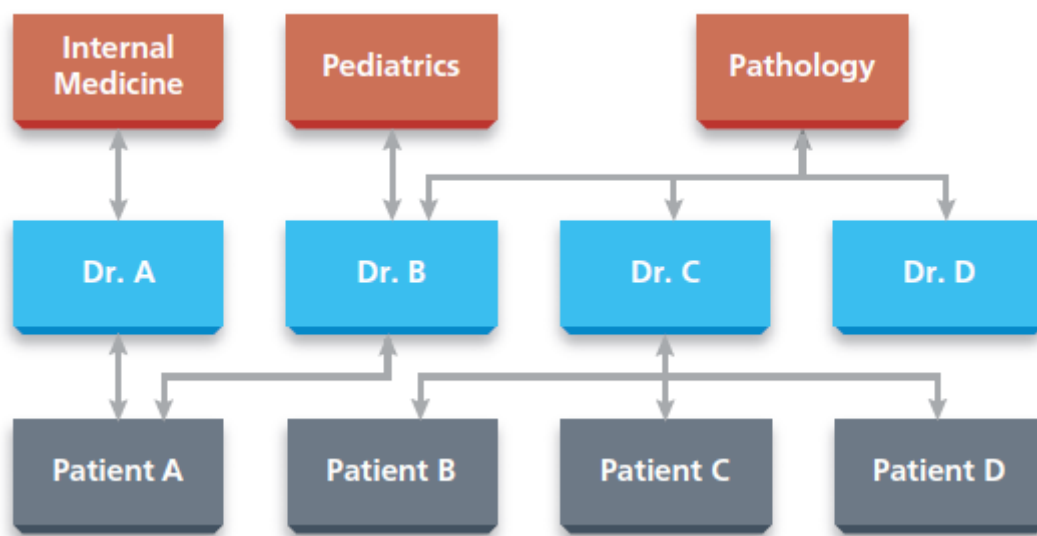 Internal
Medicine
Pediatrics
Pathology
Dr. A
Dr. B
Dr. C
Dr. D
Patient A
Patient B
Patient C
Patient D